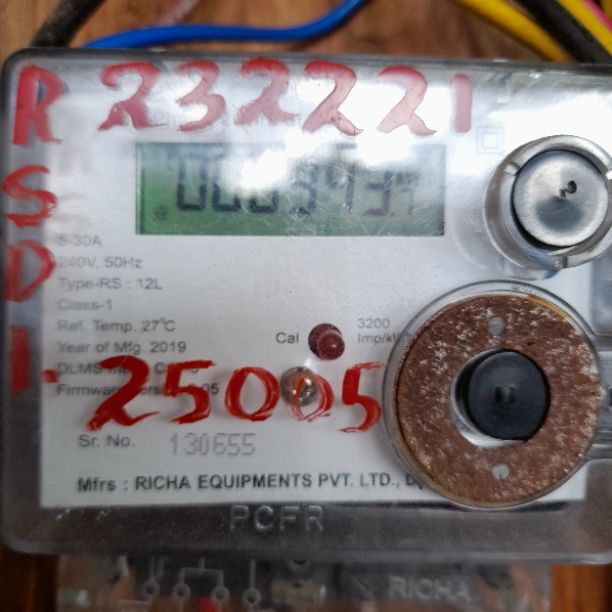 R 232221
S
D
1.25005
5-30A
240V, 50Hz
Type-RS : 12L
Class-1
Ref. Temp. 27°C
Year of Mfg. 2019
Cal
3200
Sr. No. 130655
Mfrs : RICHA EQUIPMENTS PVT. LTD.,
PCFR
RICHA